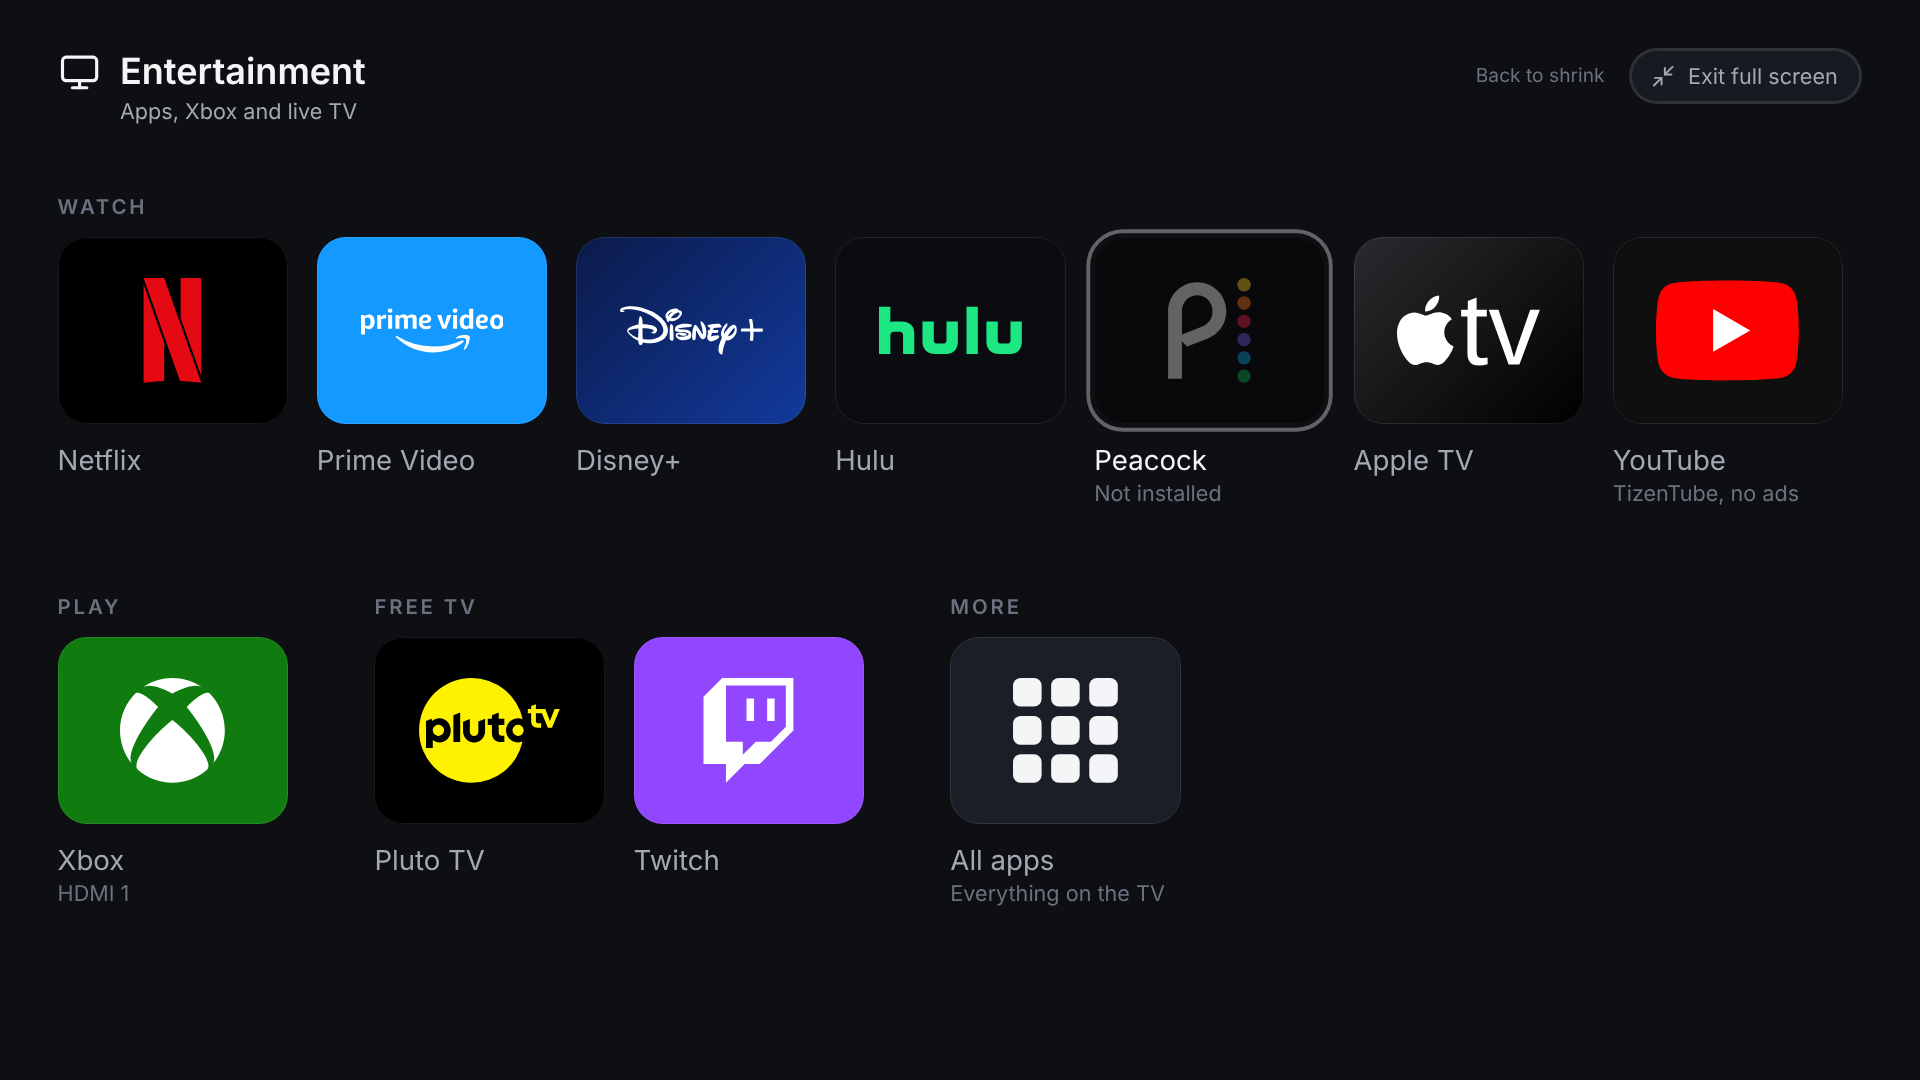 Entertainment
Apps, Xbox and live TV
Back to shrink
Exit full screen
WATCH
prime video
Disney+
hulu
tv
Netflix
Prime Video
Disney+
Hulu
Peacock
Not installed
Apple TV
YouTube
TizenTube, no ads
PLAY
FREE TV
MORE
pluto tv
Xbox
HDMI 1
Pluto TV
Twitch
All apps
Everything on the TV